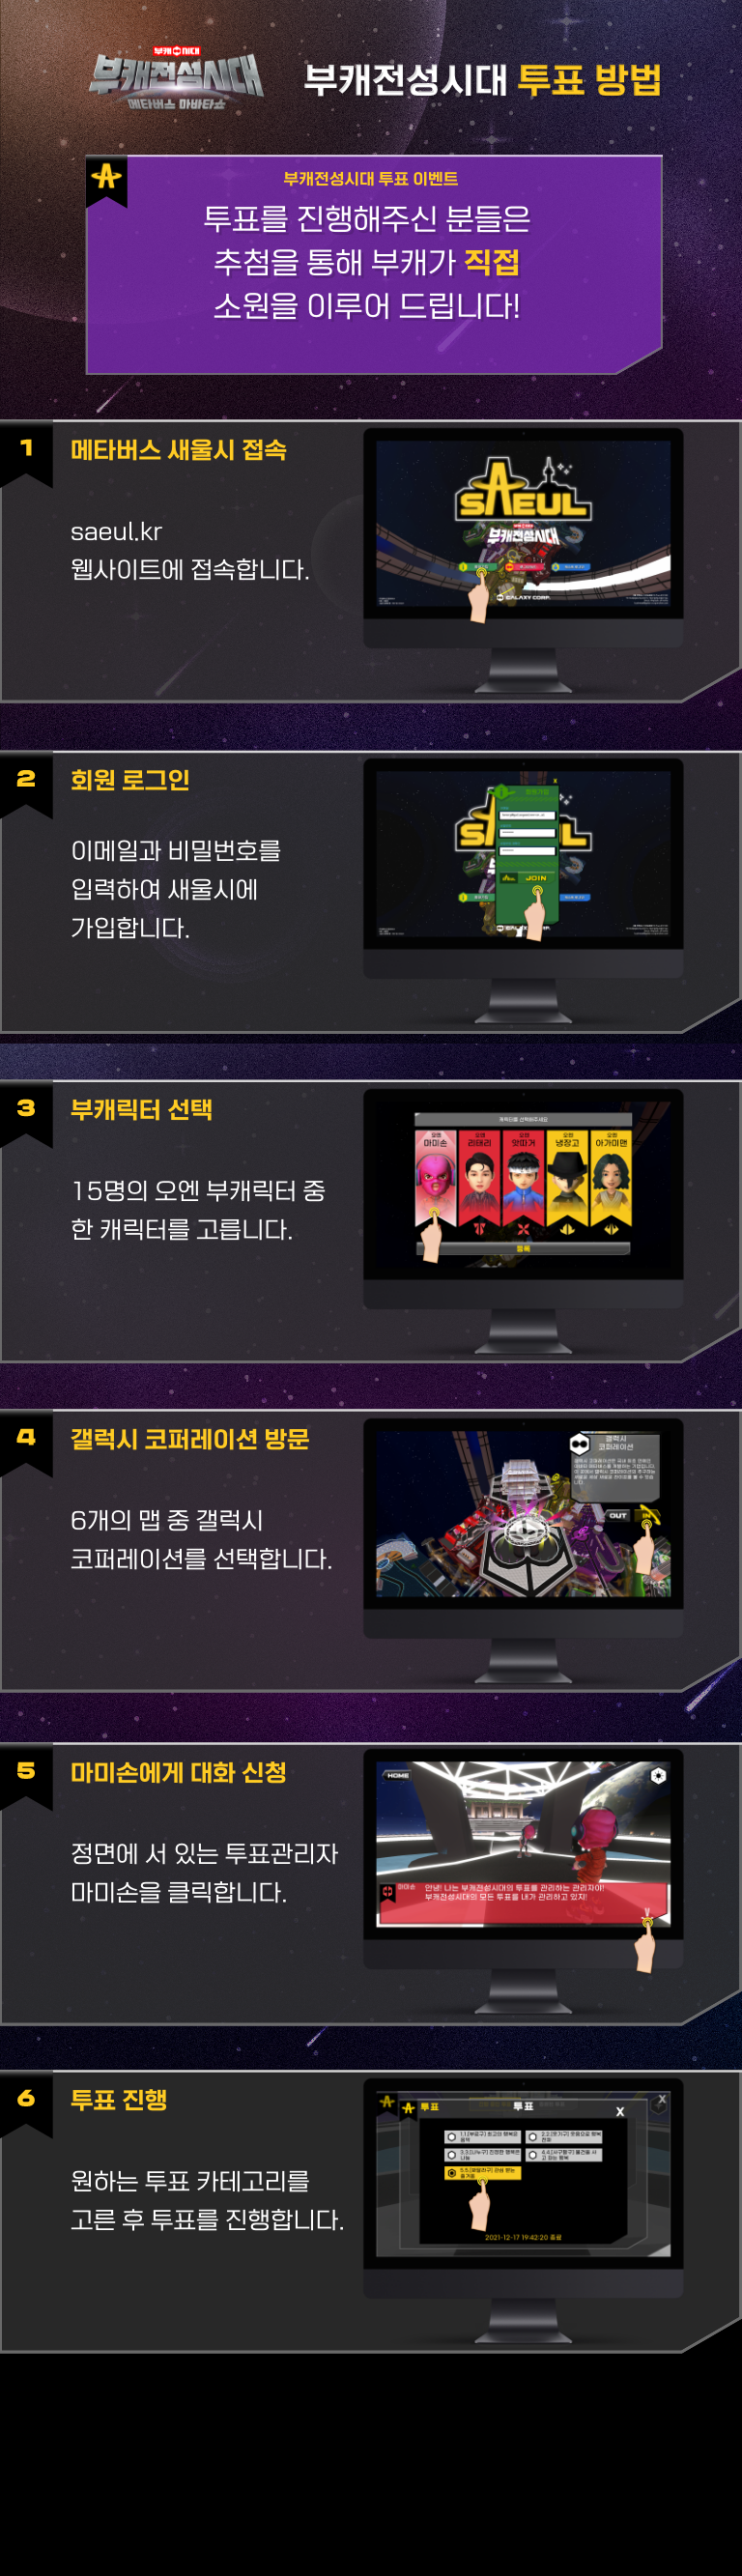 부캐전성시대
메타버스 아바타쇼
부캐전성시대 투표 방법
부캐전성시대 투표 이벤트
투표를 진행해주신 분들은
추첨을 통해 부캐가 직접
소원을 이루어 드립니다!
1
메타버스 새울시 접속
saeul.kr
웹사이트에 접속합니다.
SAEUL
부캐전성시대
GALAXY CORP.
2
회원 로그인
이메일과 비밀번호를
입력하여 새울시에
가입합니다.
JOIN
3
부캐릭터 선택
15명의 오엔 부캐릭터 중
한 캐릭터를 고릅니다.
캐릭터를 선택해주세요
마미손
냉장고
아가미맨
등록
4
갤럭시 코퍼레이션 방문
6개의 맵 중 갤럭시
코퍼레이션를 선택합니다.
갤럭시
코퍼레이션
OUT
IN
5
마미손에게 대화 신청
정면에 서 있는 투표관리자
마미손을 클릭합니다.
HOME
마미손
안녕! 나는 부캐전성시대의 투표를 관리하는 관리자야!
부캐전성시대의 모든 투표를 내가 관리하고 있지!
6
투표 진행
원하는 투표 카테고리를
고른 후 투표를 진행합니다.
투표
투표
X
X
2021-12-17 19:42:20 종료